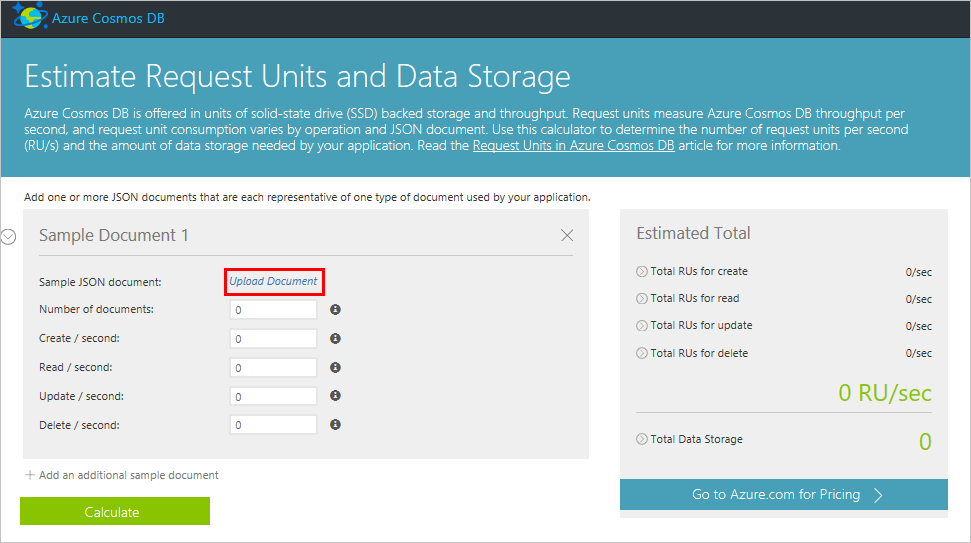 Azure Cosmos DB
Estimate Request Units and Data Storage
Azure Cosmos DB is offered in units of solid-state drive (SSD) backed storage and throughput. Request units measure Azure Cosmos DB throughput per
second, and request unit consumption varies by operation and JSON document. Use this calculator to determine the number of request units per second
(RU/s) and the amount of data storage needed by your application. Read the Request Units in Azure Cosmos DB article for more information.
Add one or more JSON documents that are each representative of one type of document used by your application.
Sample Document 1
Sample JSON document: Upload Document
Number of documents: 0
Create / second: 0
Read / second: 0
Update / second: 0
Delete / second: 0
Add an additional sample document
Calculate
Estimated Total
Total RUs for create 0/sec
Total RUs for read 0/sec
Total RUs for update 0/sec
Total RUs for delete 0/sec
0 RU/sec
Total Data Storage 0
Go to Azure.com for Pricing